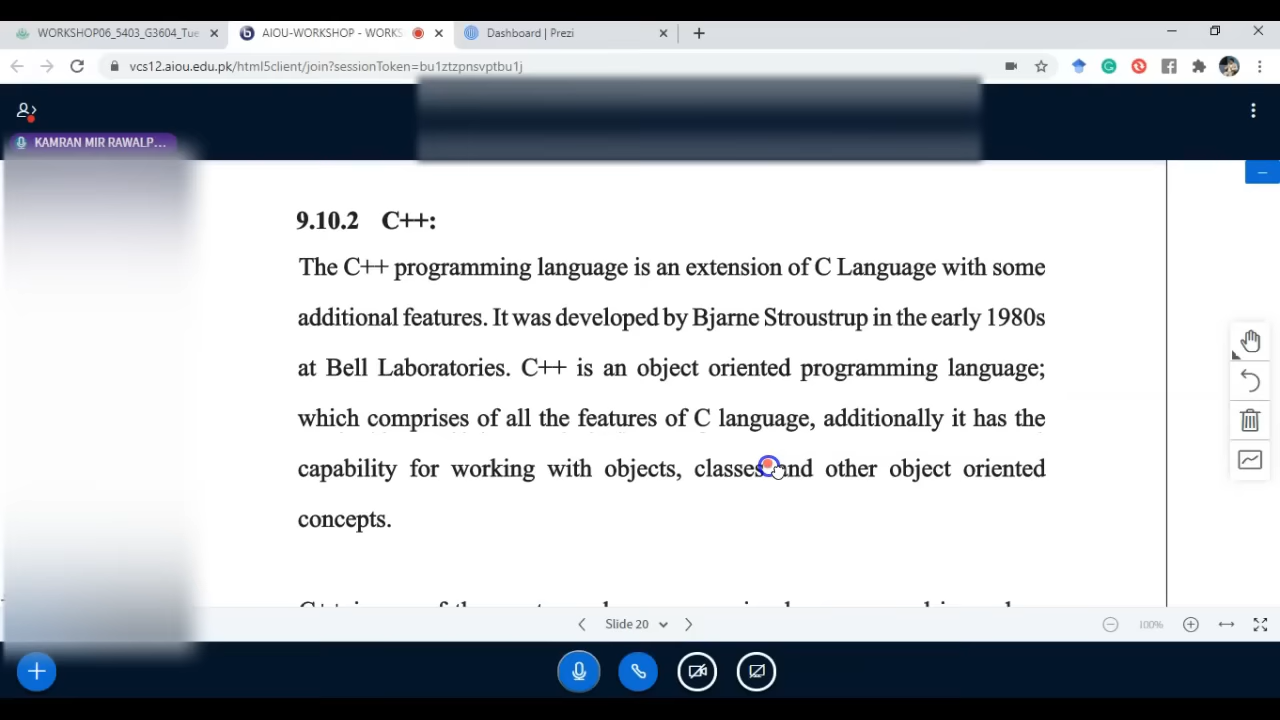 WORKSHOP06_5403_G3604_Tue
AIOU-WORKSHOP - WORKS
Dashboard | Prezi
vcs12.aiou.edu.pk/html5client/join?sessionToken=bu1ztzpnsvptbu1j
KAMRAN MIR RAWALP...
9.10.2 C++:
The C++ programming language is an extension of C Language with some
additional features. It was developed by Bjarne Stroustrup in the early 1980s
at Bell Laboratories. C++ is an object oriented programming language;
which comprises of all the features of C language, additionally it has the
capability for working with objects, classes and other object oriented
concepts.
Slide 20
100%